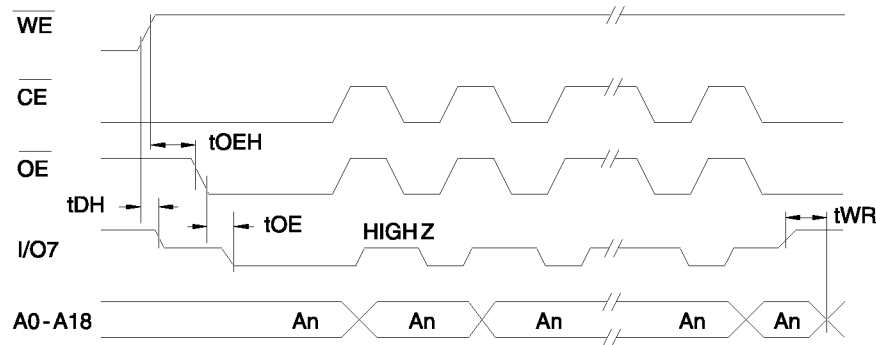 WE
CE
tOEH
OE
tDH
tOE
HIGH Z
tWR
I/O7
A0-A18 An An An An An